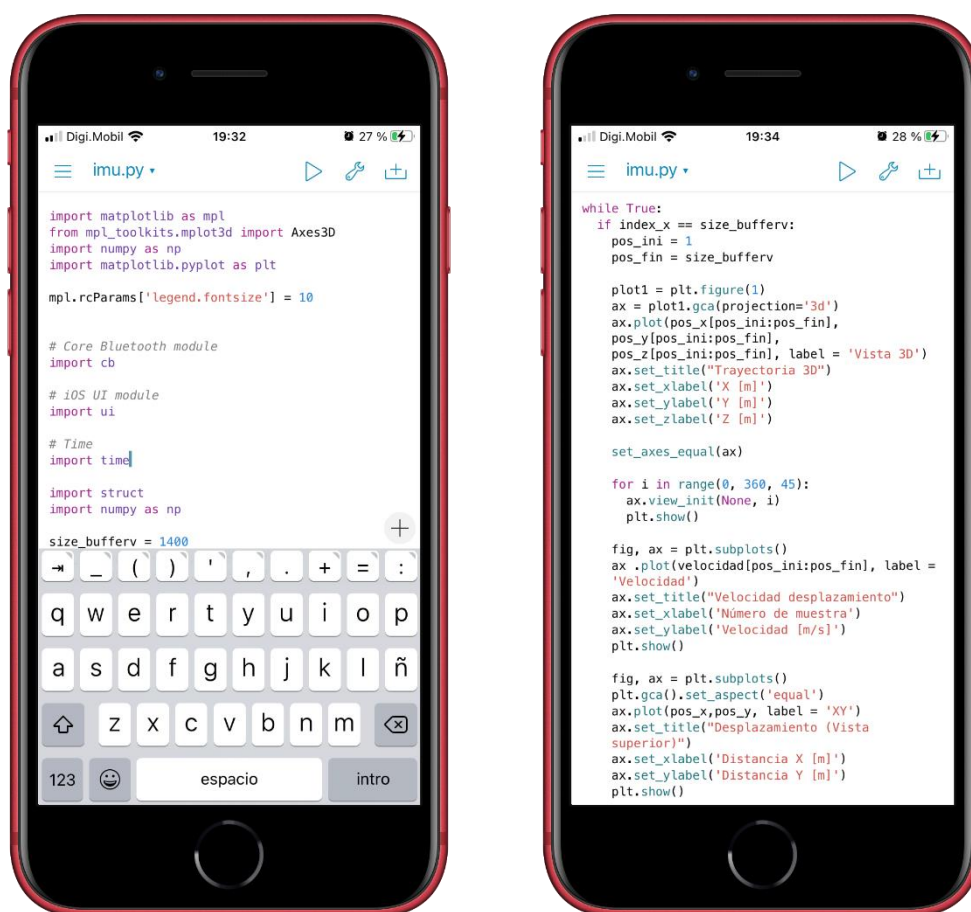 Digi.Mobil 19:32 27 %
imu.py
import matplotlib as mpl
from mpl_toolkits.mplot3d import Axes3D
import numpy as np
import matplotlib.pyplot as plt
mpl.rcParams['legend.fontsize'] = 10
# Core Bluetooth module
import cb
# iOS UI module
import ui
# Time
import time
import struct
import numpy as np
size_bufferv = 1400
_ ( ) ' , . + = :
q w e r t y u i o p
a s d f g h j k l ñ
z x c v b n m
123 espacio intro
Digi.Mobil 19:34 28 %
imu.py
while True:
if index_x == size_bufferv:
pos_ini = 1
pos_fin = size_bufferv
plot1 = plt.figure(1)
ax = plot1.gca(projection='3d')
ax.plot(pos_x[pos_ini:pos_fin],
pos_y[pos_ini:pos_fin],
pos_z[pos_ini:pos_fin], label = 'Vista 3D')
ax.set_title("Trayectoria 3D")
ax.set_xlabel('X [m]')
ax.set_ylabel('Y [m]')
ax.set_zlabel('Z [m]')
set_axes_equal(ax)
for i in range(0, 360, 45):
ax.view_init(None, i)
plt.show()
fig, ax = plt.subplots()
ax .plot(velocidad[pos_ini:pos_fin], label =
'Velocidad')
ax.set_title("Velocidad desplazamiento")
ax.set_xlabel('Número de muestra')
ax.set_ylabel('Velocidad [m/s]')
plt.show()
fig, ax = plt.subplots()
plt.gca().set_aspect('equal')
ax.plot(pos_x,pos_y, label = 'XY')
ax.set_title("Desplazamiento (Vista
superior)")
ax.set_xlabel('Distancia X [m]')
ax.set_ylabel('Distancia Y [m]')
plt.show()